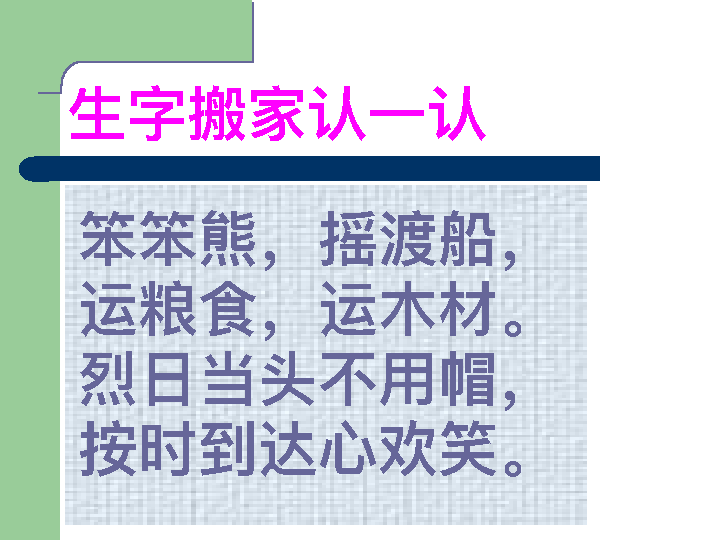 生字搬家认一认
笨笨熊，摇渡船，
运粮食，运木材。
烈日当头不用帽，
按时到达心欢笑。